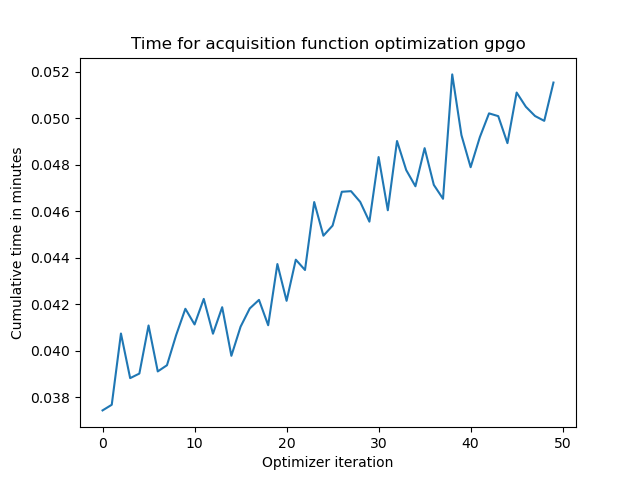 Time for acquisition function optimization gpgo
Cumulative time in minutes
0.052
0.050
0.048
0.046
0.044
0.042
0.040
0.038
0 10 20 30 40 50
Optimizer iteration